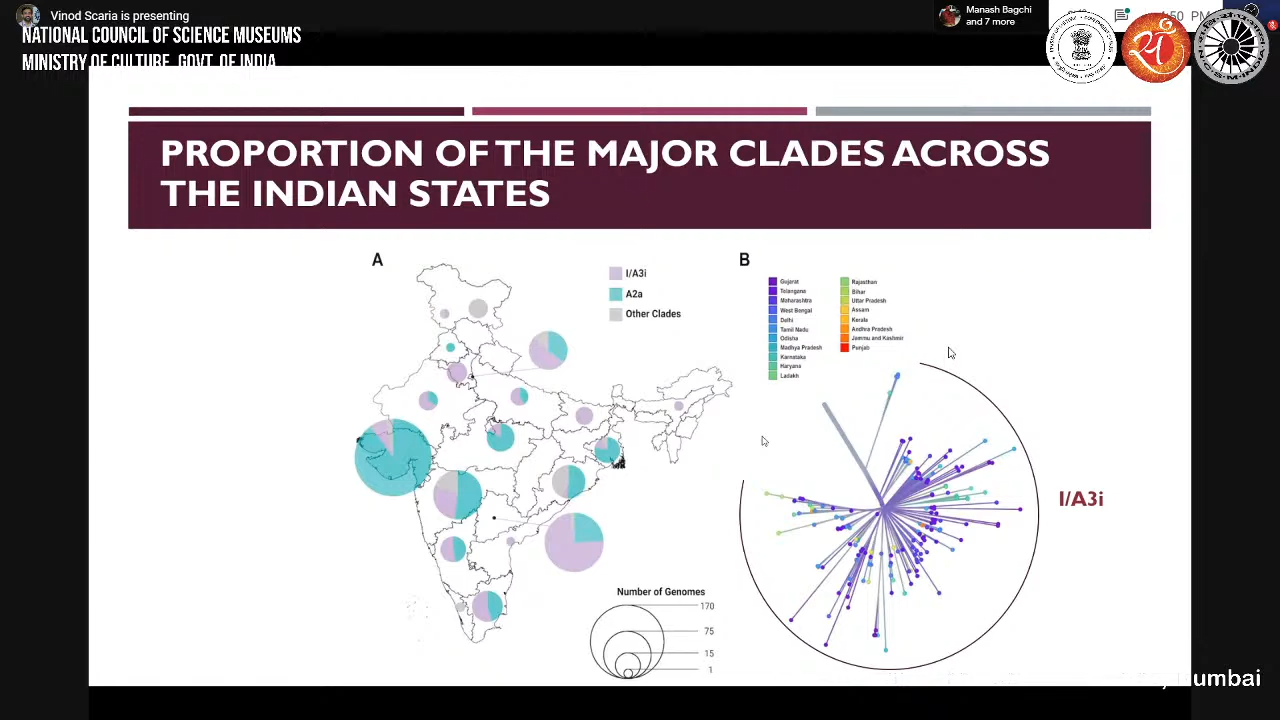 Vinod Scaria is presenting
Manash Bagchi
and 7 more
50 PM
NATIONAL COUNCIL OF SCIENCE MUSEUMS
MINISTRY OF CULTURE, GOVT. OF INDIA
PROPORTION OF THE MAJOR CLADES ACROSS
THE INDIAN STATES
A
I/A3i
A2a
Other Clades
Number of Genomes
170
75
15
1
B
Gujarat
Telangana
Maharashtra
West Bengal
Delhi
Tamil Nadu
Odisha
Madhya Pradesh
Karnataka
Haryana
Ladakh
Rajasthan
Bihar
Uttar Pradesh
Assam
Kerala
Andhra Pradesh
Jammu and Kashmir
Punjab
I/A3i
umbai